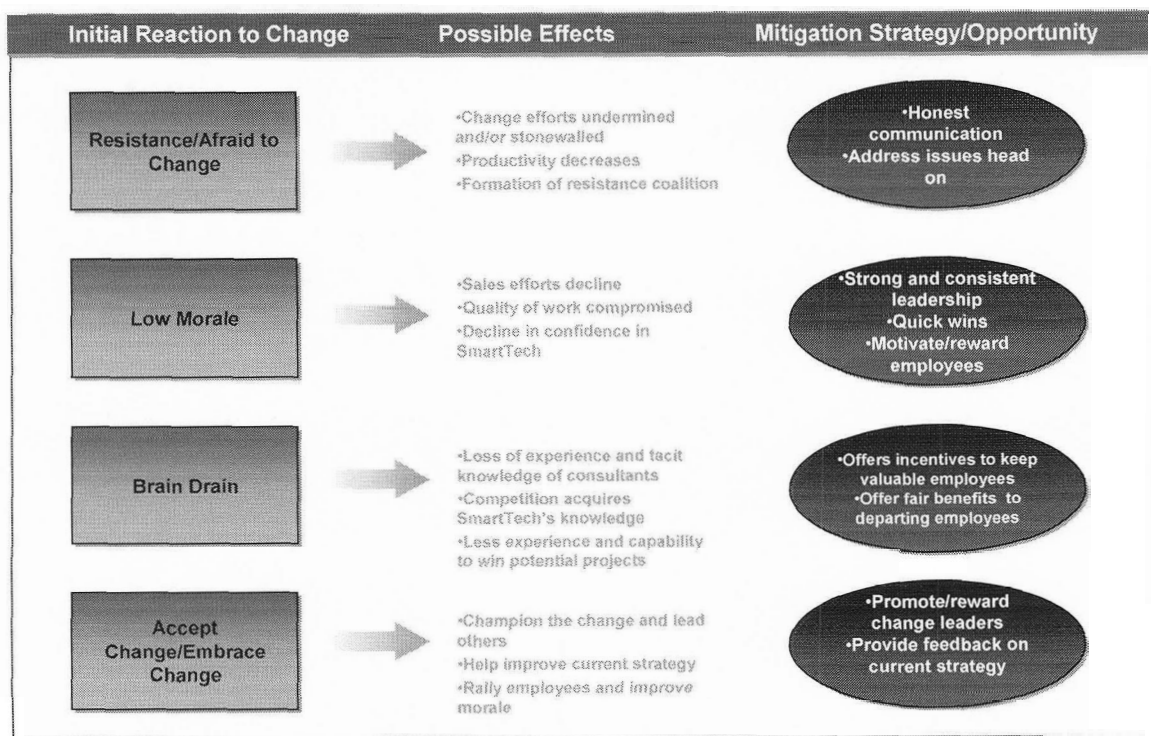 Initial Reaction to Change
Possible Effects
Mitigation Strategy/Opportunity
Resistance/Afraid to
Change
•Change efforts undermined
and/or stonewalled
•Productivity decreases
•Formation of resistance coalition
•Honest
communication
•Address issues head
on
Low Morale
•Sales efforts decline
•Quality of work compromised
•Decline in confidence in
SmartTech
•Strong and consistent
leadership
•Quick wins
•Motivate/reward
employees
Brain Drain
•Loss of experience and tacit
knowledge of consultants
•Competition acquires
SmartTech's knowledge
•Less experience and capability
to win potential projects
•Offers incentives to keep
valuable employees
•Offer fair benefits to
departing employees
Accept
Change/Embrace
Change
•Champion the change and lead
others
•Help improve current strategy
•Rally employees and improve
morale
•Promote/reward
change leaders
•Provide feedback on
current strategy